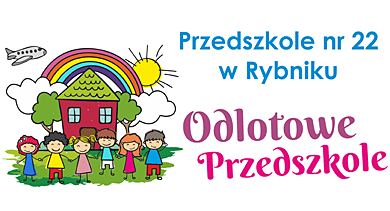 Przedszkole nr 22
w Rybniku
Odlotowe
Przedszkole